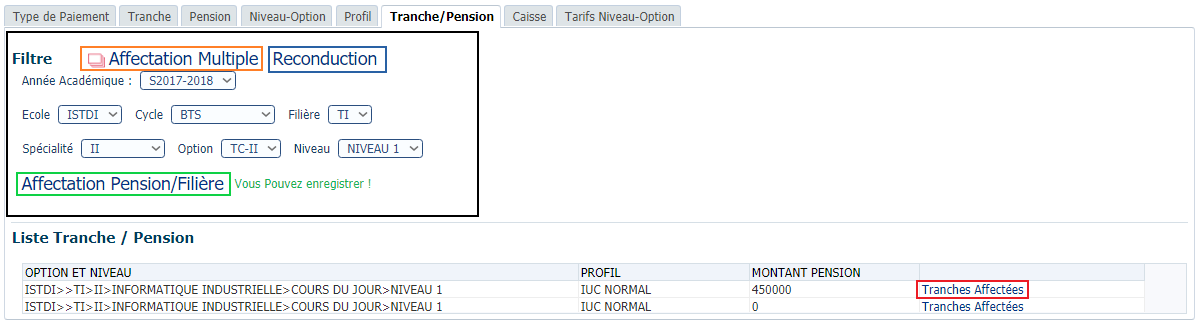 Type de Paiement Tranche Pension Niveau-Option Profil Tranche/Pension Caisse Tarifs Niveau-Option
Filtre Affectation Multiple Reconduction
Année Académique : S2017-2018
Ecole ISTDI Cycle BTS Filière TI
Spécialité II Option TC-II Niveau NIVEAU 1
Affectation Pension/Filière Vous Pouvez enregistrer !
Liste Tranche / Pension
OPTION ET NIVEAU PROFIL MONTANT PENSION
ISTDI>>TI>II>INFORMATIQUE INDUSTRIELLE>COURS DU JOUR>NIVEAU 1 IUC NORMAL 450000 Tranches Affectées
ISTDI>>TI>II>INFORMATIQUE INDUSTRIELLE>COURS DU JOUR>NIVEAU 1 IUC NORMAL 0 Tranches Affectées